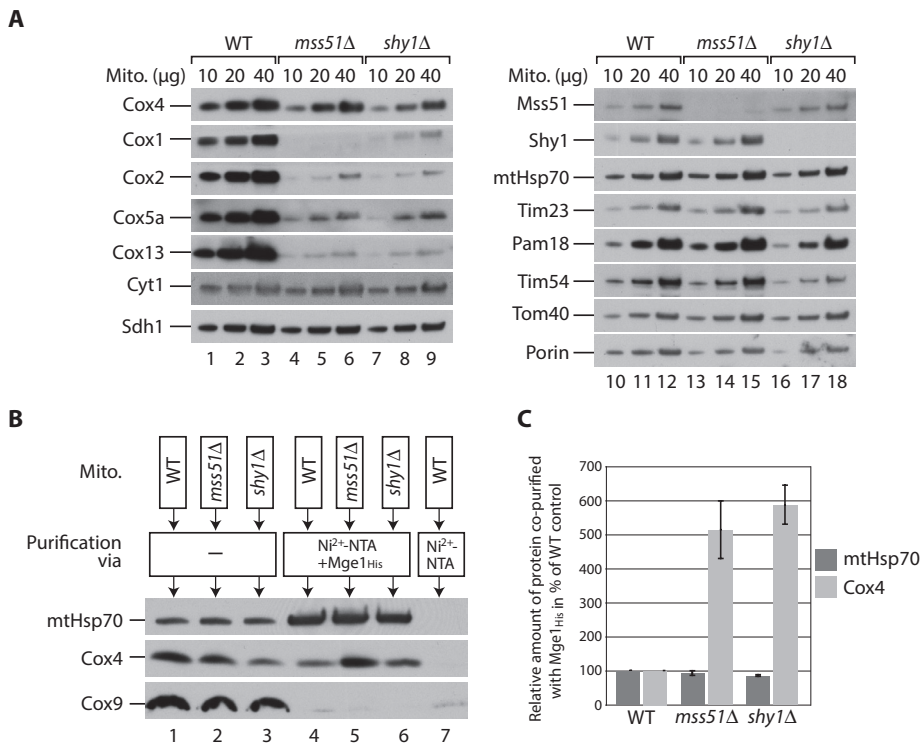 A
WT mss51Δ shy1Δ
Mito. (μg) 10 20 40 10 20 40 10 20 40
Cox4
Cox1
Cox2
Cox5a
Cox13
Cyt1
Sdh1
1 2 3 4 5 6 7 8 9
WT mss51Δ shy1Δ
Mito. (μg) 10 20 40 10 20 40 10 20 40
Mss51
Shy1
mtHsp70
Tim23
Pam18
Tim54
Tom40
Porin
10 11 12 13 14 15 16 17 18
B
Mito. WT mss51Δ shy1Δ WT mss51Δ shy1Δ WT
Purification via
— Ni²⁺-NTA +Mge1His Ni²⁺-NTA
mtHsp70
Cox4
Cox9
1 2 3 4 5 6 7
C
Relative amount of protein co-purified
with Mge1His in % of WT control
700
600
500
400
300
200
100
0
WT mss51Δ shy1Δ
mtHsp70
Cox4